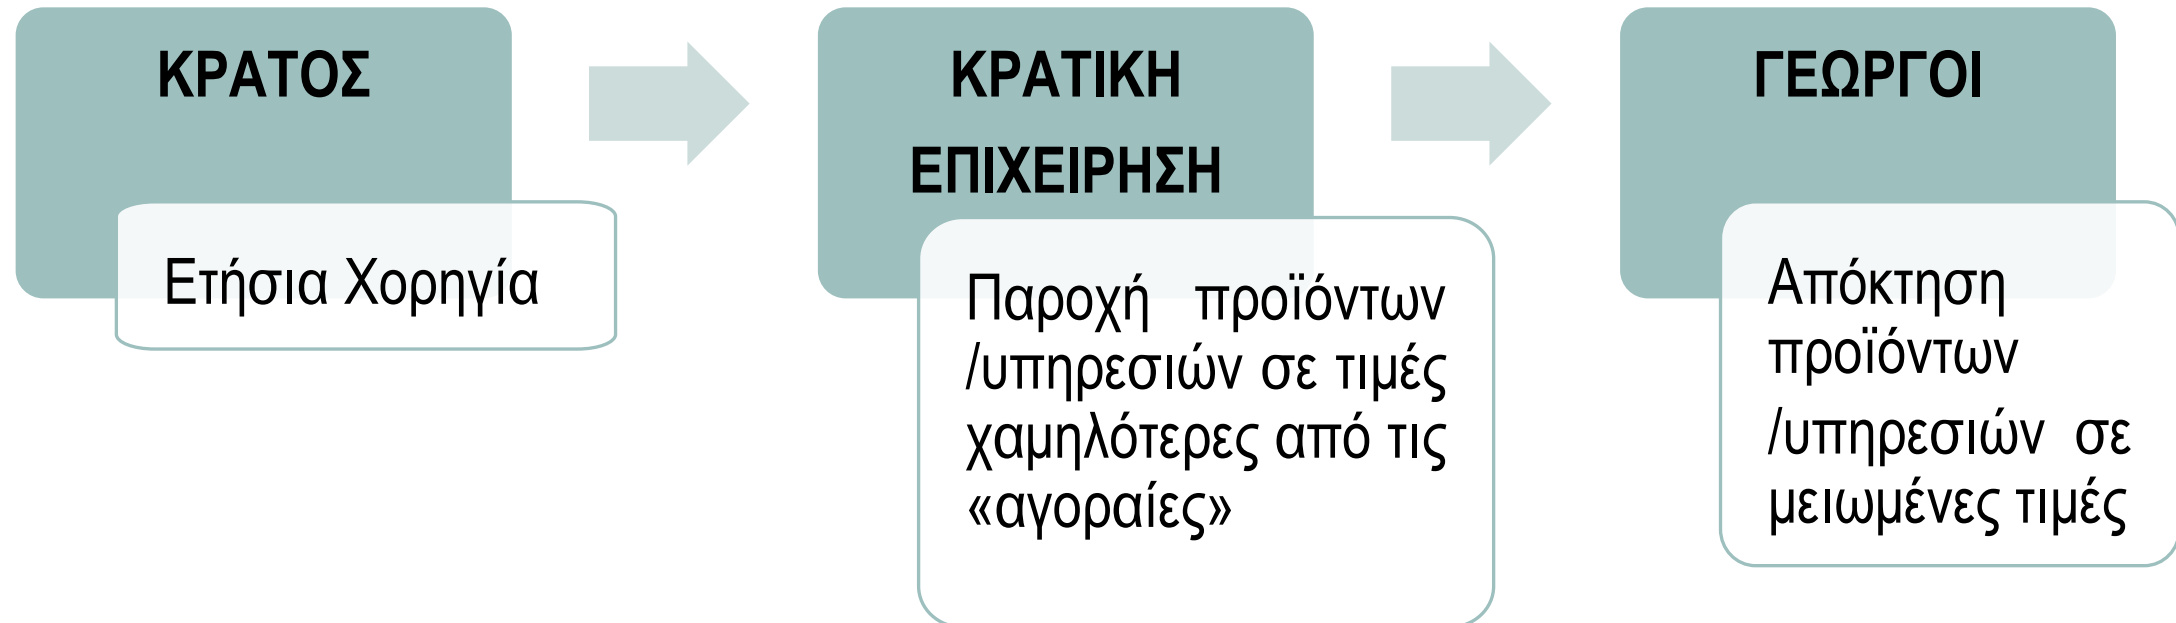 ΚΡΑΤΟΣ
Ετήσια Χορηγία
ΚΡΑΤΙΚΗ
ΕΠΙΧΕΙΡΗΣΗ
Παροχή προϊόντων
/υπηρεσιών σε τιμές
χαμηλότερες από τις
«αγοραίες»
ΓΕΩΡΓΟΙ
Απόκτηση
προϊόντων
/υπηρεσιών σε
μειωμένες τιμές